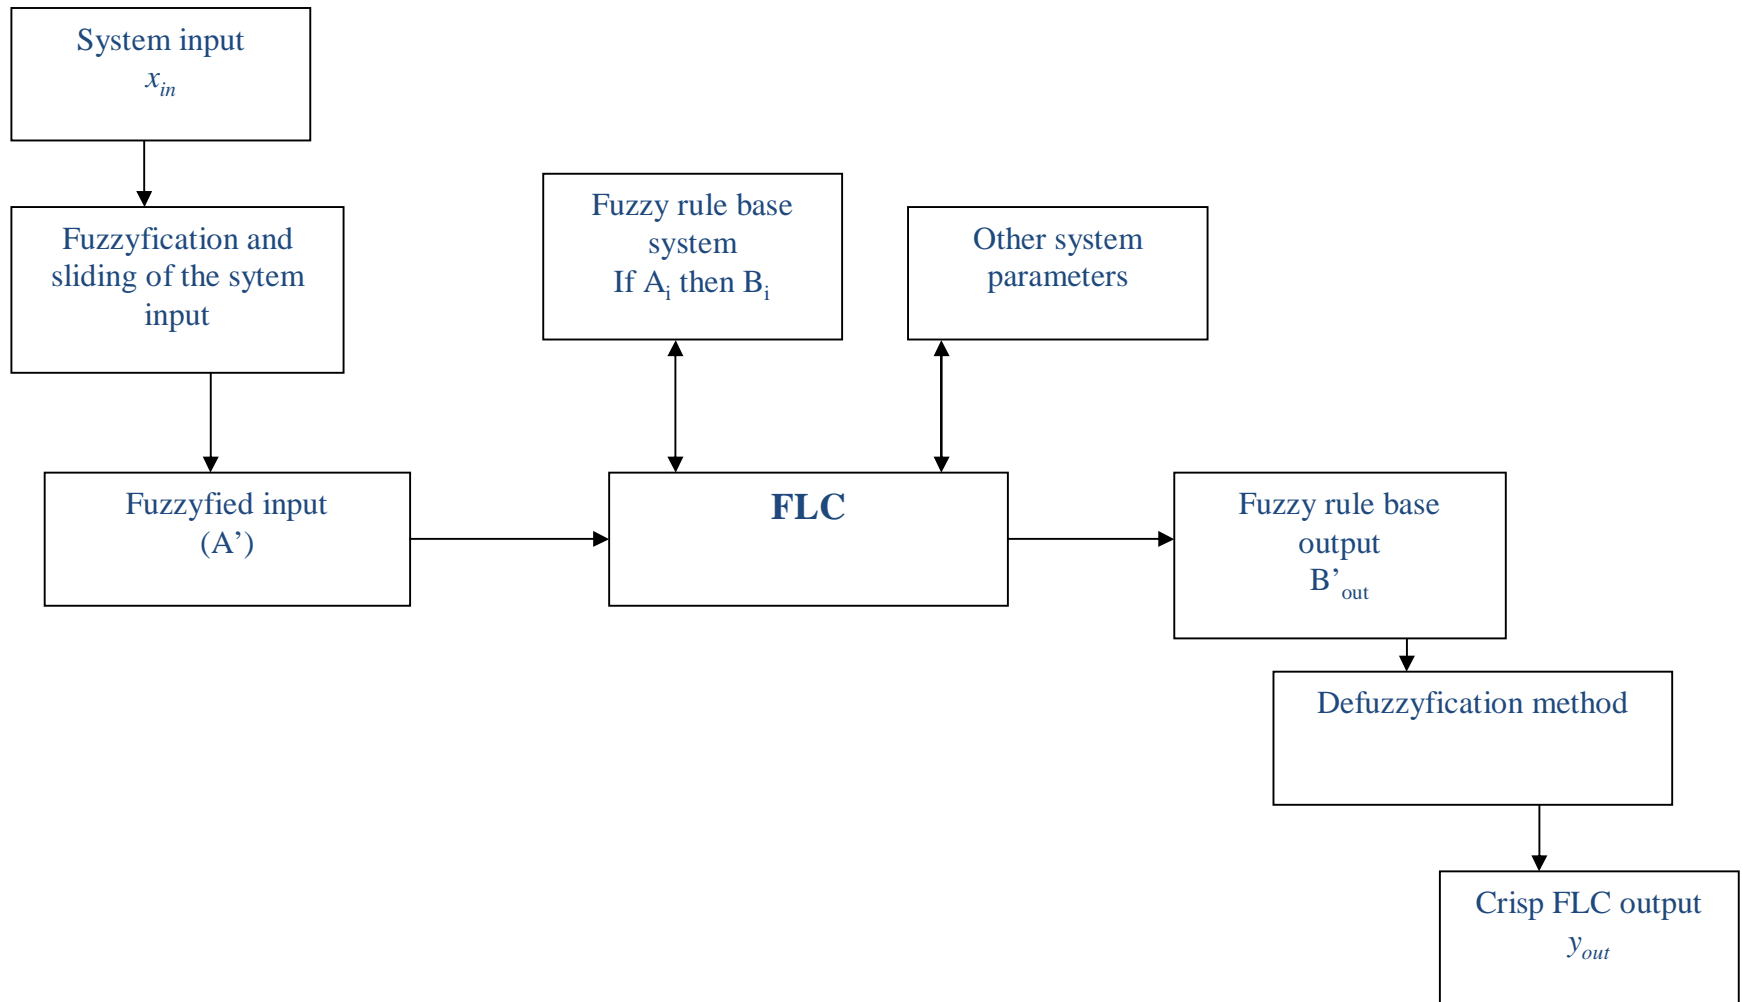 System input
x_in
Fuzzyfication and
sliding of the sytem
input
Fuzzy rule base
system
If A_i then B_i
Other system
parameters
Fuzzyfied input
(A’)
FLC
Fuzzy rule base
output
B’_out
Defuzzyfication method
Crisp FLC output
y_out